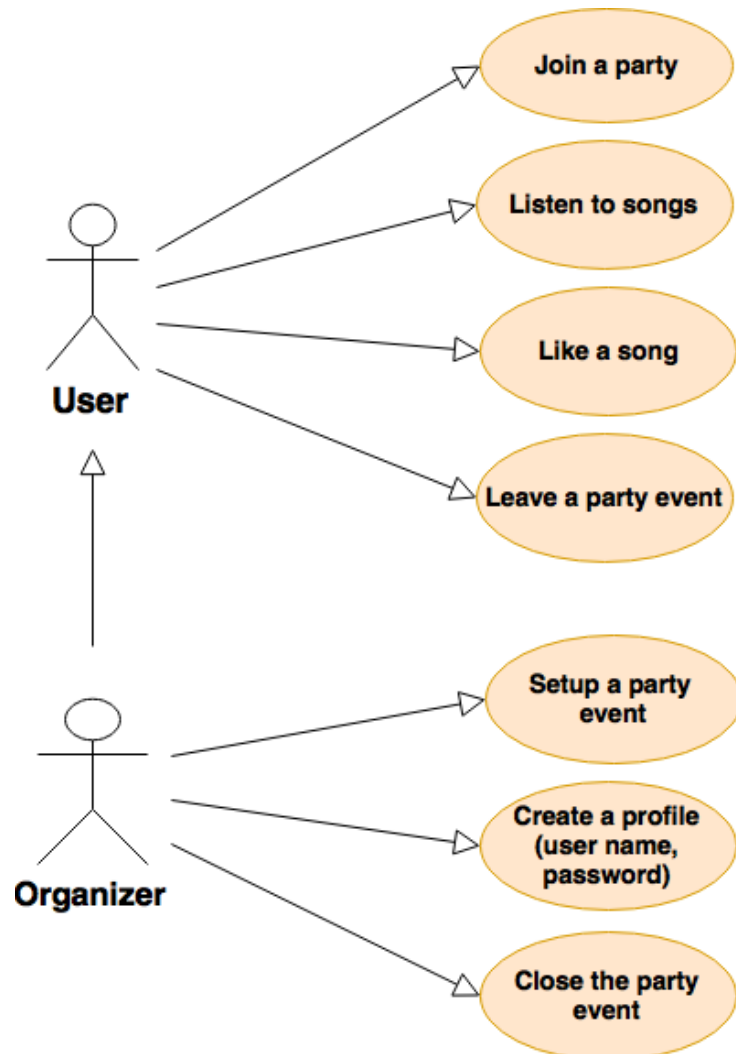 Join a party
Listen to songs
Like a song
User
Leave a party event
Setup a party
event
Create a profile
(user name,
password)
Organizer
Close the party
event